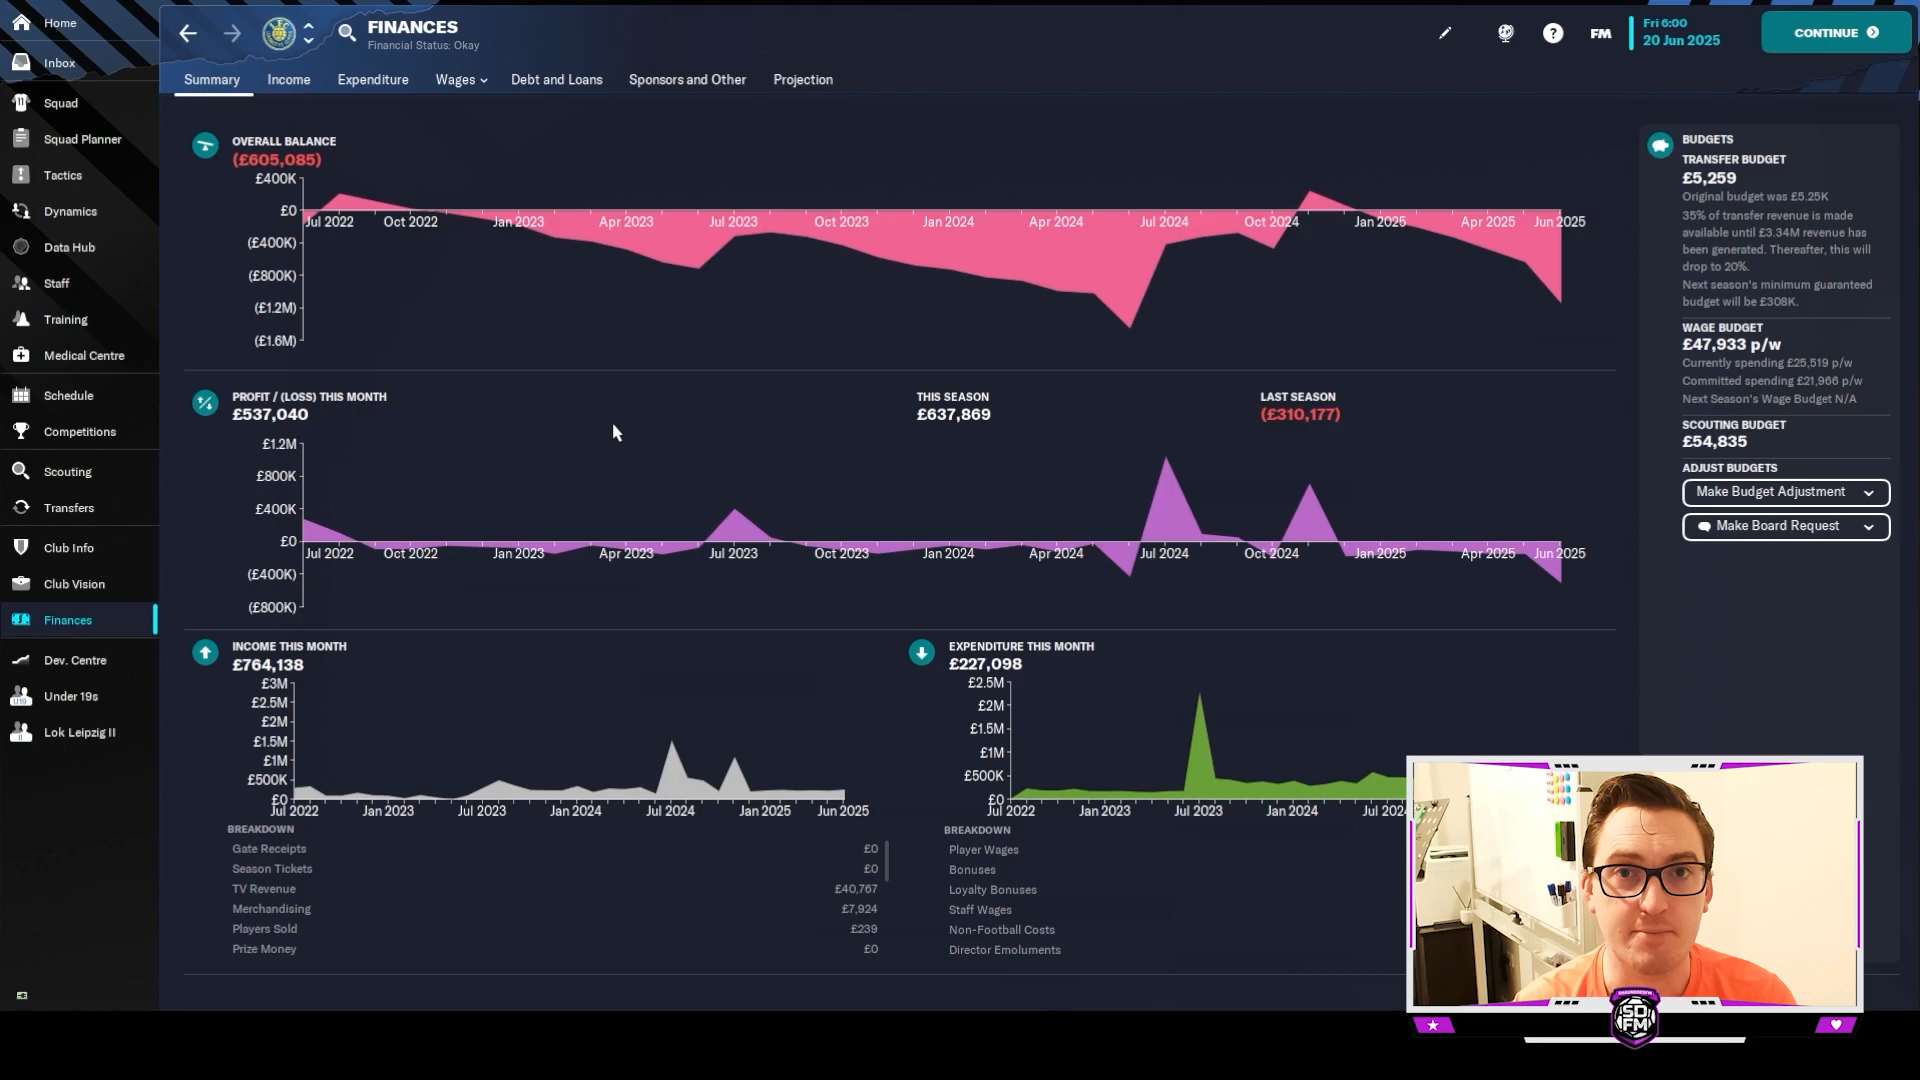 Home
Inbox
Squad
Squad Planner
Tactics
Dynamics
Data Hub
Staff
Training
Medical Centre
Schedule
Competitions
Scouting
Transfers
Club Info
Club Vision
Finances
Dev. Centre
Under 19s
Lok Leipzig II
FINANCES
Financial Status: Okay
FM
Fri 6:00
20 Jun 2025
CONTINUE
Summary Income Expenditure Wages Debt and Loans Sponsors and Other Projection
OVERALL BALANCE
(£605,085)
£400K
£0
(£400K)
(£800K)
(£1.2M)
(£1.6M)
Jul 2022 Oct 2022 Jan 2023 Apr 2023 Jul 2023 Oct 2023 Jan 2024 Apr 2024 Jul 2024 Oct 2024 Jan 2025 Apr 2025 Jun 2025
PROFIT / (LOSS) THIS MONTH
£537,040
THIS SEASON
£637,869
LAST SEASON
(£310,177)
£1.2M
£800K
£400K
£0
(£400K)
(£800K)
Jul 2022 Oct 2022 Jan 2023 Apr 2023 Jul 2023 Oct 2023 Jan 2024 Apr 2024 Jul 2024 Oct 2024 Jan 2025 Apr 2025 Jun 2025
INCOME THIS MONTH
£764,138
£3M
£2.5M
£2M
£1.5M
£1M
£500K
£0
Jul 2022 Jan 2023 Jul 2023 Jan 2024 Jul 2024 Jan 2025 Jun 2025
BREAKDOWN
Gate Receipts £0
Season Tickets £0
TV Revenue £40,767
Merchandising £7,924
Players Sold £239
Prize Money £0
EXPENDITURE THIS MONTH
£227,098
£2.5M
£2M
£1.5M
£1M
£500K
£0
Jul 2022 Jan 2023 Jul 2023 Jan 2024 Jul 2024
BREAKDOWN
Player Wages
Bonuses
Loyalty Bonuses
Staff Wages
Non-Football Costs
Director Emoluments
BUDGETS
TRANSFER BUDGET
£5,259
Original budget was £5.25K
35% of transfer revenue is made
available until £3.34M revenue has
been generated. Thereafter, this will
drop to 20%.
Next season's minimum guaranteed
budget will be £308K.
WAGE BUDGET
£47,933 p/w
Currently spending £25,519 p/w
Committed spending £21,966 p/w
Next Season's Wage Budget N/A
SCOUTING BUDGET
£54,835
ADJUST BUDGETS
Make Budget Adjustment
Make Board Request
SD
FM